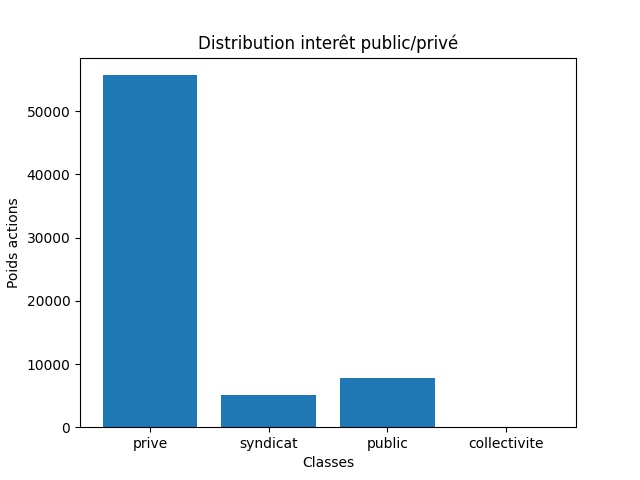 Distribution interêt public/privé
Poids actions
50000
40000
30000
20000
10000
0
prive syndicat public collectivite
Classes